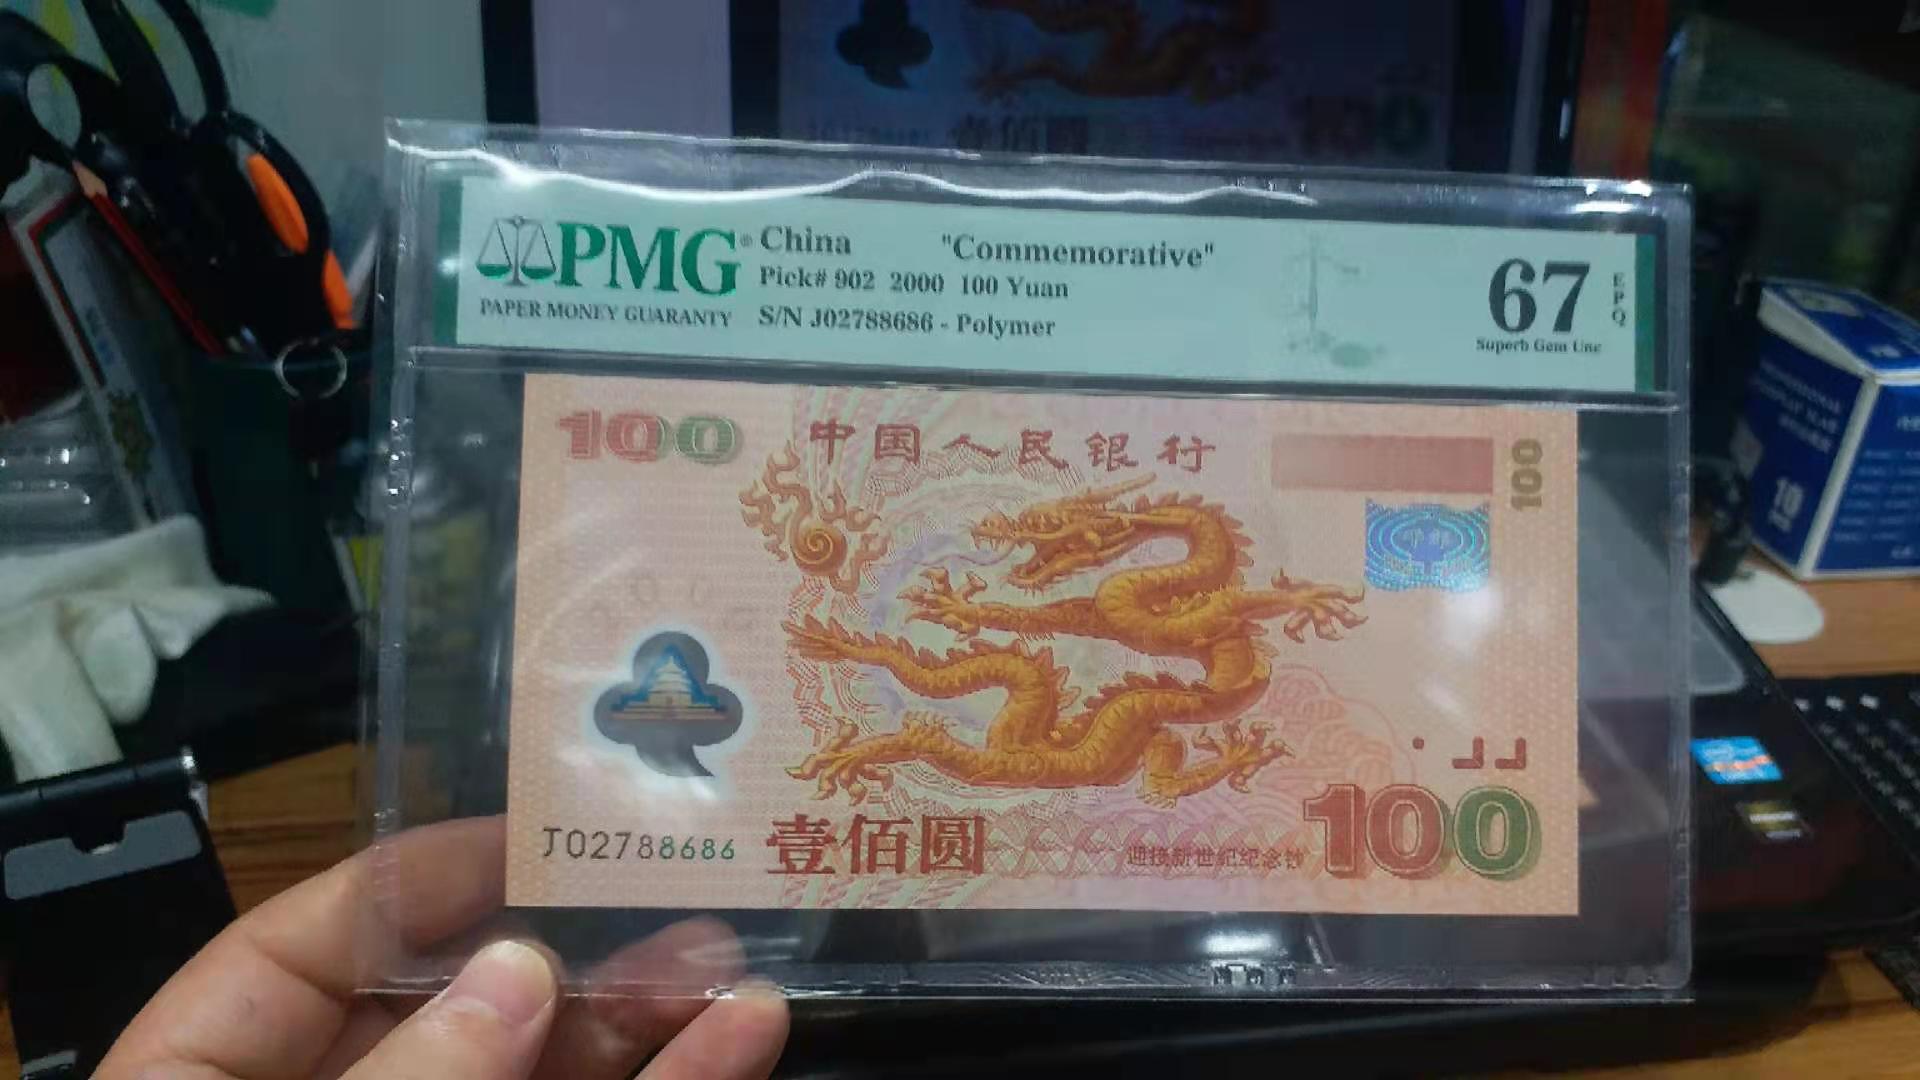 PMG®
PAPER MONEY GUARANTY
China "Commemorative"
Pick# 902 2000 100 Yuan
S/N J02788686 - Polymer
67 EPQ
Superb Gem Unc
100
中国人民银行
100
J02788686
壹佰圆
迎接新世纪纪念钞
100
10